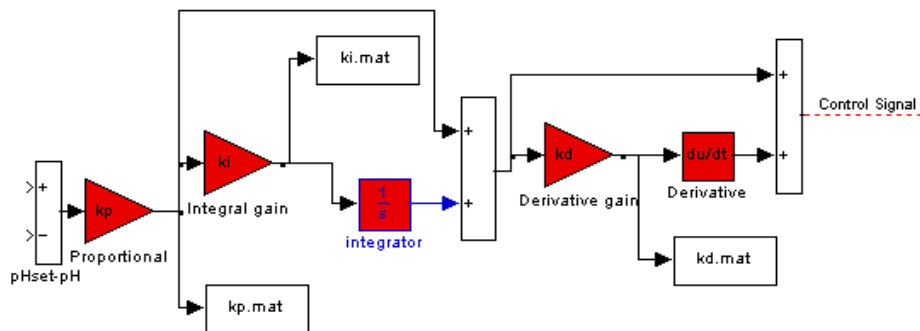 ki.mat
Control Signal
+
+
+
ki
kd
du/dt
Integral gain
Derivative gain
Derivative
+
kp
1
s
+
−
integrator
Proportional
pHset-pH
kd.mat
kp.mat